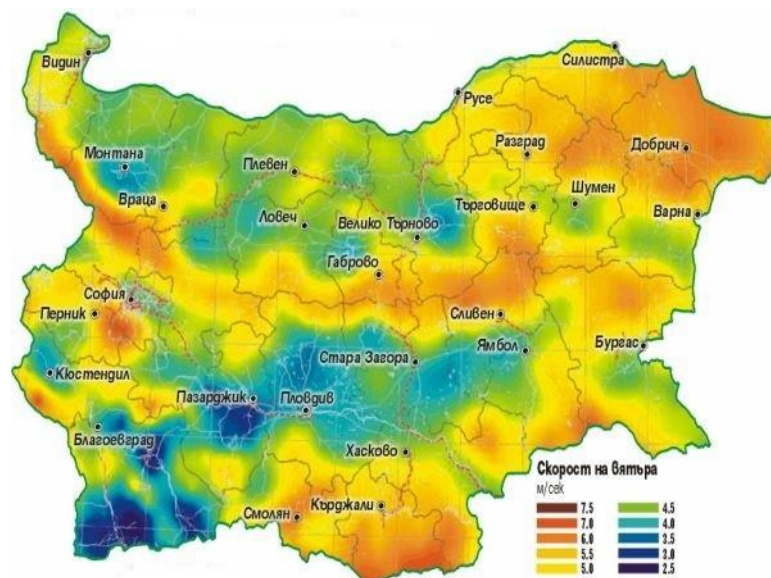 Видин
Силистра
Русе
Монтана
Плевен
Разград
Добрич
Враца
Ловеч
Велико Търново
Търговище
Шумен
Варна
Габрово
София
Перник
Сливен
Ямбол
Бургас
Стара Загора
Кюстендил
Пазарджик
Пловдив
Благоевград
Хасково
Смолян
Кърджали
Скорост на вятъра
м/сек
7.5 4.5
7.0 4.0
6.0 3.5
5.5 3.0
5.0 2.5